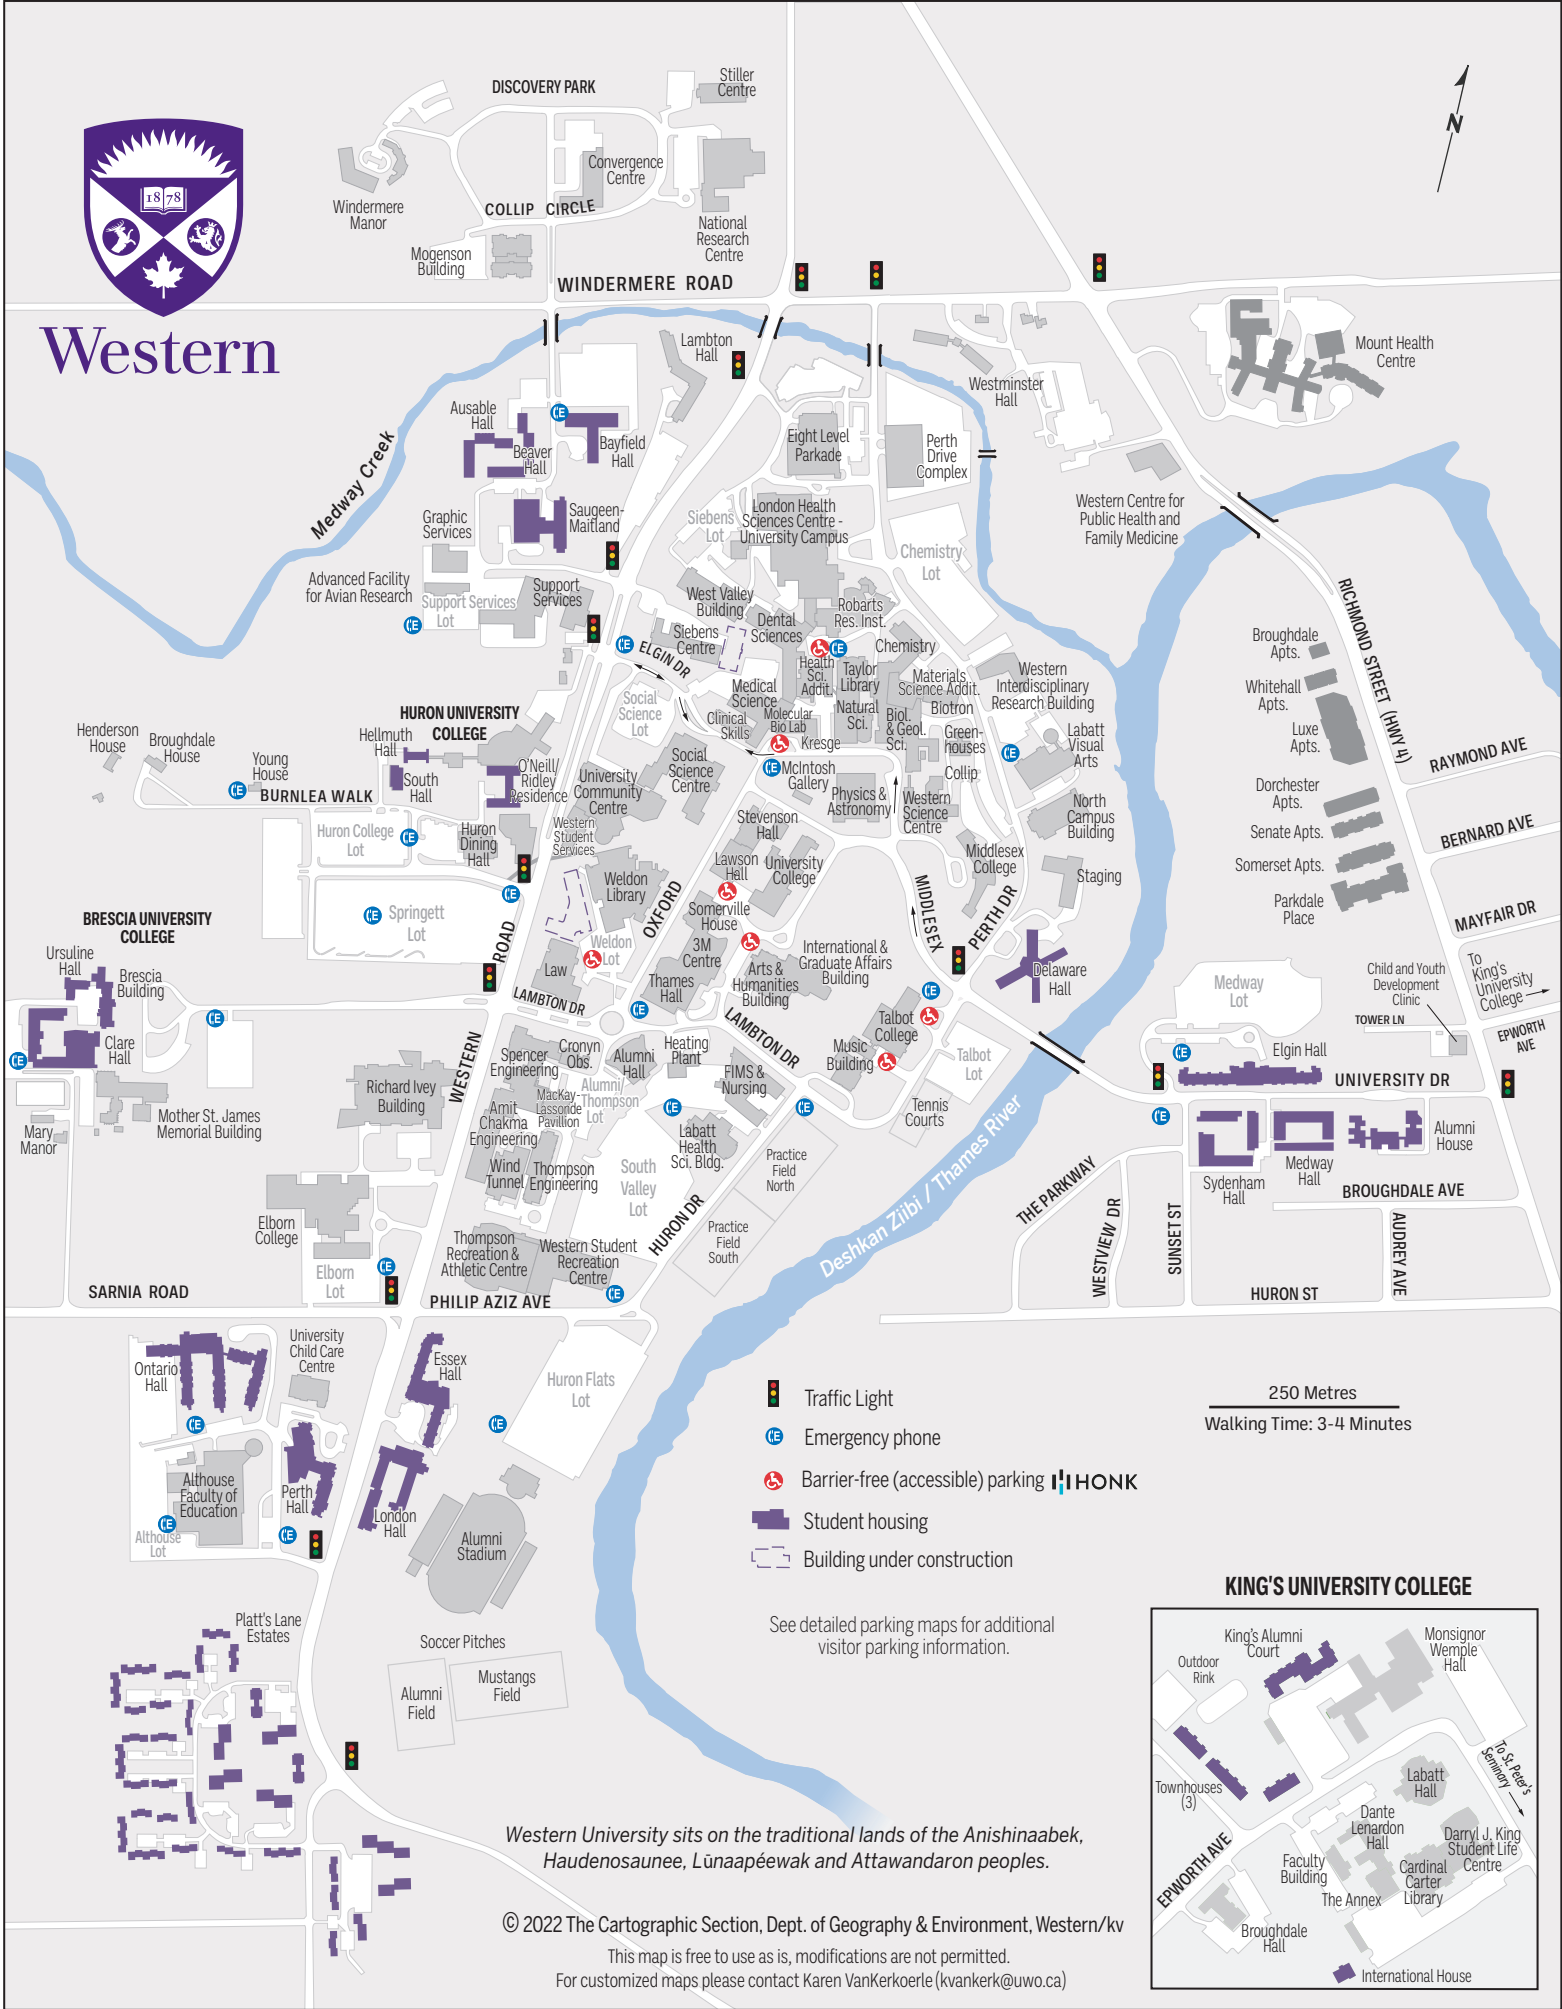 DISCOVERY PARK
Stiller
Centre
Convergence
Centre
Windermere
Manor
COLLIP CIRCLE
National
Research
Centre
Mogenson
Building
WINDERMERE ROAD
N
18 78
Western
Lambton
Hall
Mount Health
Centre
Westminster
Hall
Ausable
Hall
Beaver
Hall
Bayfield
Hall
Eight Level
Parkade
Perth
Drive
Complex
Medway Creek
Saugeen-
Maitland
Graphic
Services
Siebens
Lot
London Health
Sciences Centre -
University Campus
Western Centre for
Public Health and
Family Medicine
Chemistry
Lot
Advanced Facility
for Avian Research
Support Services
Lot
Support
Services
West Valley
Building
Dental
Sciences
Robarts
Res. Inst.
RICHMOND STREET (HWY 4)
Siebens
Centre
ELGIN DR
Chemistry
Broughdale
Apts.
Health
Sci.
Addit.
Taylor
Library
Materials
Science Addit.
Western
Interdisciplinary
Research Building
Whitehall
Apts.
Medical
Science
Social
Science
Lot
Clinical
Skills
Molecular
Bio Lab
Natural
Sci.
Biotron
Biol.
& Geol.
Sci.
Green-
houses
Labatt
Visual
Arts
Luxe
Apts.
HURON UNIVERSITY
COLLEGE
Henderson
House
Broughdale
House
Hellmuth
Hall
Young
House
South
Hall
O'Neill/
Ridley
Residence
BURNLEA WALK
University
Community
Centre
Social
Science
Centre
Kresge
McIntosh
Gallery
Collip
Physics &
Astronomy
Western
Science
Centre
North
Campus
Building
Dorchester
Apts.
RAYMOND AVE
Senate Apts.
BERNARD AVE
Huron College
Lot
Huron
Dining
Hall
Western
Student
Services
Stevenson
Hall
Lawson
Hall
University
College
Middlesex
College
Somerset Apts.
Weldon
Library
Staging
Parkdale
Place
MAYFAIR DR
Springett
Lot
OXFORD
Somerville
House
MIDDLESEX
PERTH DR
BRESCIA UNIVERSITY
COLLEGE
Ursuline
Hall
Brescia
Building
ROAD
Weldon
Lot
Law
3M
Centre
Thames
Hall
Arts &
Humanities
Building
International &
Graduate Affairs
Building
Delaware
Hall
Medway
Lot
Child and Youth
Development
Clinic
To
King's
University
College
TOWER LN
EPWORTH
AVE
LAMBTON DR
LAMBTON DR
Talbot
College
Clare
Hall
WESTERN
Spencer
Engineering
Cronyn
Obs.
Alumni
Hall
Heating
Plant
Music
Building
Talbot
Lot
Elgin Hall
UNIVERSITY DR
Richard Ivey
Building
Alumni/
Thompson
Lot
FIMS &
Nursing
MacKay-
Lassonde
Pavillion
Amit
Chakma
Engineering
Mother St. James
Memorial Building
Mary
Manor
Labatt
Health
Sci. Bldg.
Tennis
Courts
Alumni
House
Medway
Hall
Sydenham
Hall
Wind
Tunnel
Thompson
Engineering
South
Valley
Lot
Practice
Field
North
Practice
Field
South
Deshkan Ziibi / Thames River
THE PARKWAY
WESTVIEW DR
SUNSET ST
BROUGHDALE AVE
AUDREY AVE
Elborn
College
Elborn
Lot
Thompson
Recreation &
Athletic Centre
Western Student
Recreation
Centre
HURON DR
SARNIA ROAD
PHILIP AZIZ AVE
HURON ST
Ontario
Hall
University
Child Care
Centre
Essex
Hall
Huron Flats
Lot
Traffic Light
250 Metres
Walking Time: 3-4 Minutes
Emergency phone
Barrier-free (accessible) parking HONK
Student housing
Building under construction
Althouse
Faculty of
Education
Althouse
Lot
Perth
Hall
London
Hall
Alumni
Stadium
See detailed parking maps for additional
visitor parking information.
Platt's Lane
Estates
Soccer Pitches
Alumni
Field
Mustangs
Field
KING'S UNIVERSITY COLLEGE
King's Alumni
Court
Monsignor
Wemple
Hall
Outdoor
Rink
Townhouses
(3)
To St. Peter's
Seminary
Labatt
Hall
Dante
Lenardon
Hall
Darryl J. King
Student Life
Centre
Faculty
Building
Cardinal
Carter
Library
The Annex
EPWORTH AVE
Broughdale
Hall
International House
Western University sits on the traditional lands of the Anishinaabek,
Haudenosaunee, Lūnaapéewak and Attawandaron peoples.
© 2022 The Cartographic Section, Dept. of Geography & Environment, Western/kv
This map is free to use as is, modifications are not permitted.
For customized maps please contact Karen VanKerkoerle (kvankerk@uwo.ca)